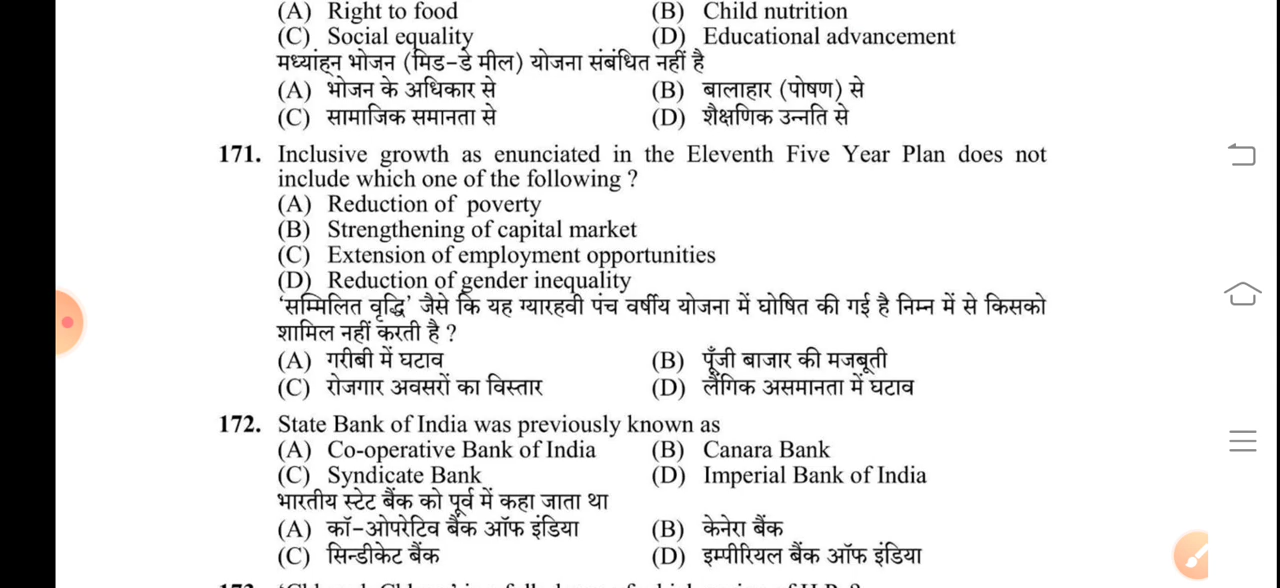 (A) Right to food (B) Child nutrition
(C) Social equality (D) Educational advancement
मध्यांहन भोजन (मिड-डे मील) योजना संबंधित नहीं है
(A) भोजन के अधिकार से (B) बालाहार (पोषण) से
(C) सामाजिक समानता से (D) शैक्षणिक उन्नति से
171. Inclusive growth as enunciated in the Eleventh Five Year Plan does not
include which one of the following ?
(A) Reduction of poverty
(B) Strengthening of capital market
(C) Extension of employment opportunities
(D) Reduction of gender inequality
‘सम्मिलित वृद्धि’ जैसे कि यह ग्यारहवी पंच वर्षीय योजना में घोषित की गई है निम्न में से किसको
शामिल नहीं करती है ?
(A) गरीबी में घटाव (B) पूँजी बाजार की मजबूती
(C) रोजगार अवसरों का विस्तार (D) लैंगिक असमानता में घटाव
172. State Bank of India was previously known as
(A) Co-operative Bank of India (B) Canara Bank
(C) Syndicate Bank (D) Imperial Bank of India
भारतीय स्टेट बैंक को पूर्व में कहा जाता था
(A) कॉ-ओपरेटिव बैंक ऑफ इंडिया (B) केनेरा बैंक
(C) सिन्डीकेट बैंक (D) इम्पीरियल बैंक ऑफ इंडिया